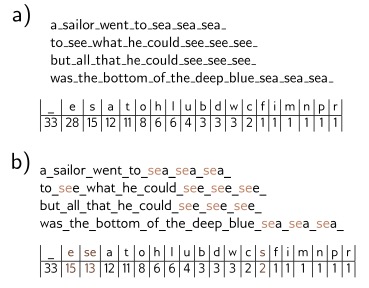 a)
a_sailor_went_to_sea_sea_sea_
to_see_what_he_could_see_see_see_
but_all_that_he_could_see_see_see_
was_the_bottom_of_the_deep_blue_sea_sea_sea_
_ e s a t o h l u b d w c f i m n p r
33 28 15 12 11 8 6 6 4 3 3 3 2 1 1 1 1 1 1
b)
a_sailor_went_to_sea_sea_sea_
to_see_what_he_could_see_see_see_
but_all_that_he_could_see_see_see_
was_the_bottom_of_the_deep_blue_sea_sea_sea_
_ e se a t o h l u b d w c s f i m n p r
33 15 13 12 11 8 6 6 4 3 3 3 2 2 1 1 1 1 1 1